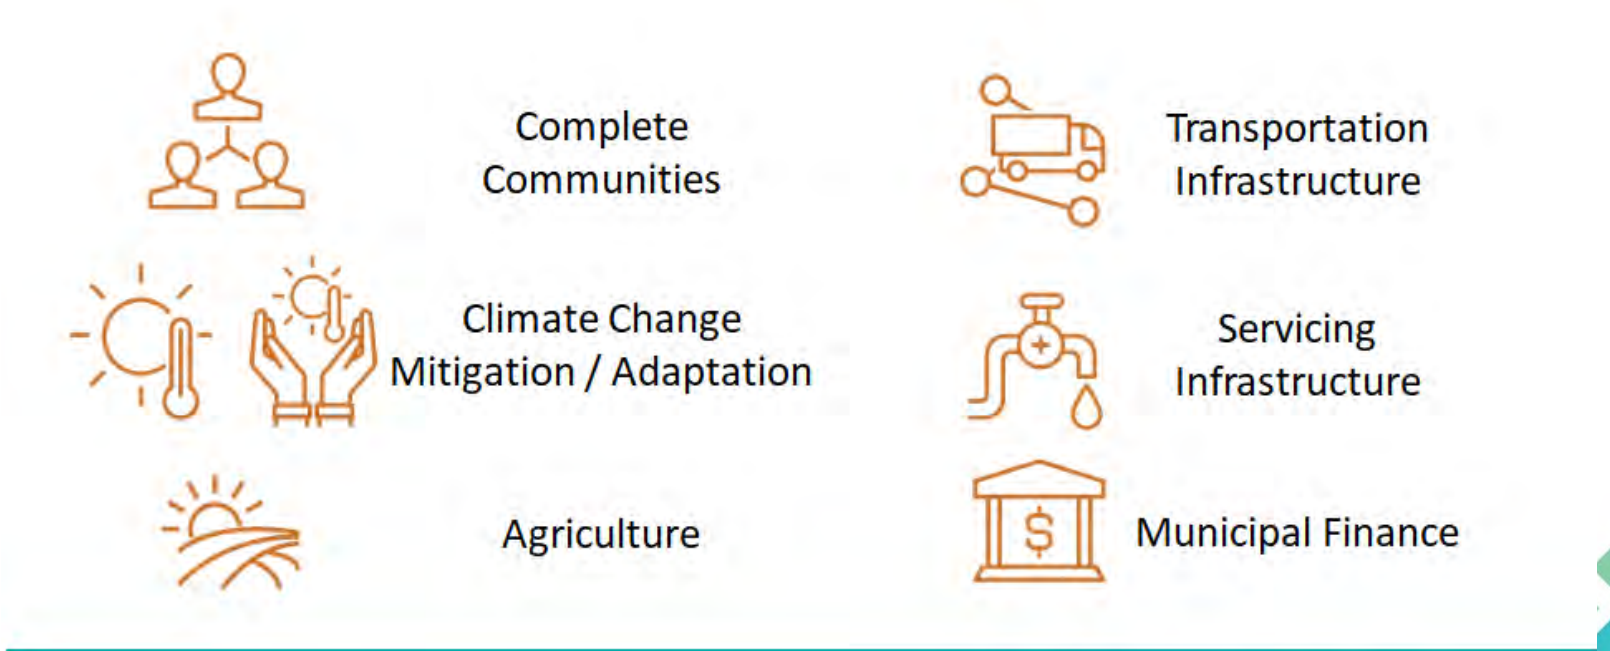 Complete
Communities
Transportation
Infrastructure
Climate Change
Mitigation / Adaptation
Servicing
Infrastructure
Agriculture
Municipal Finance
$